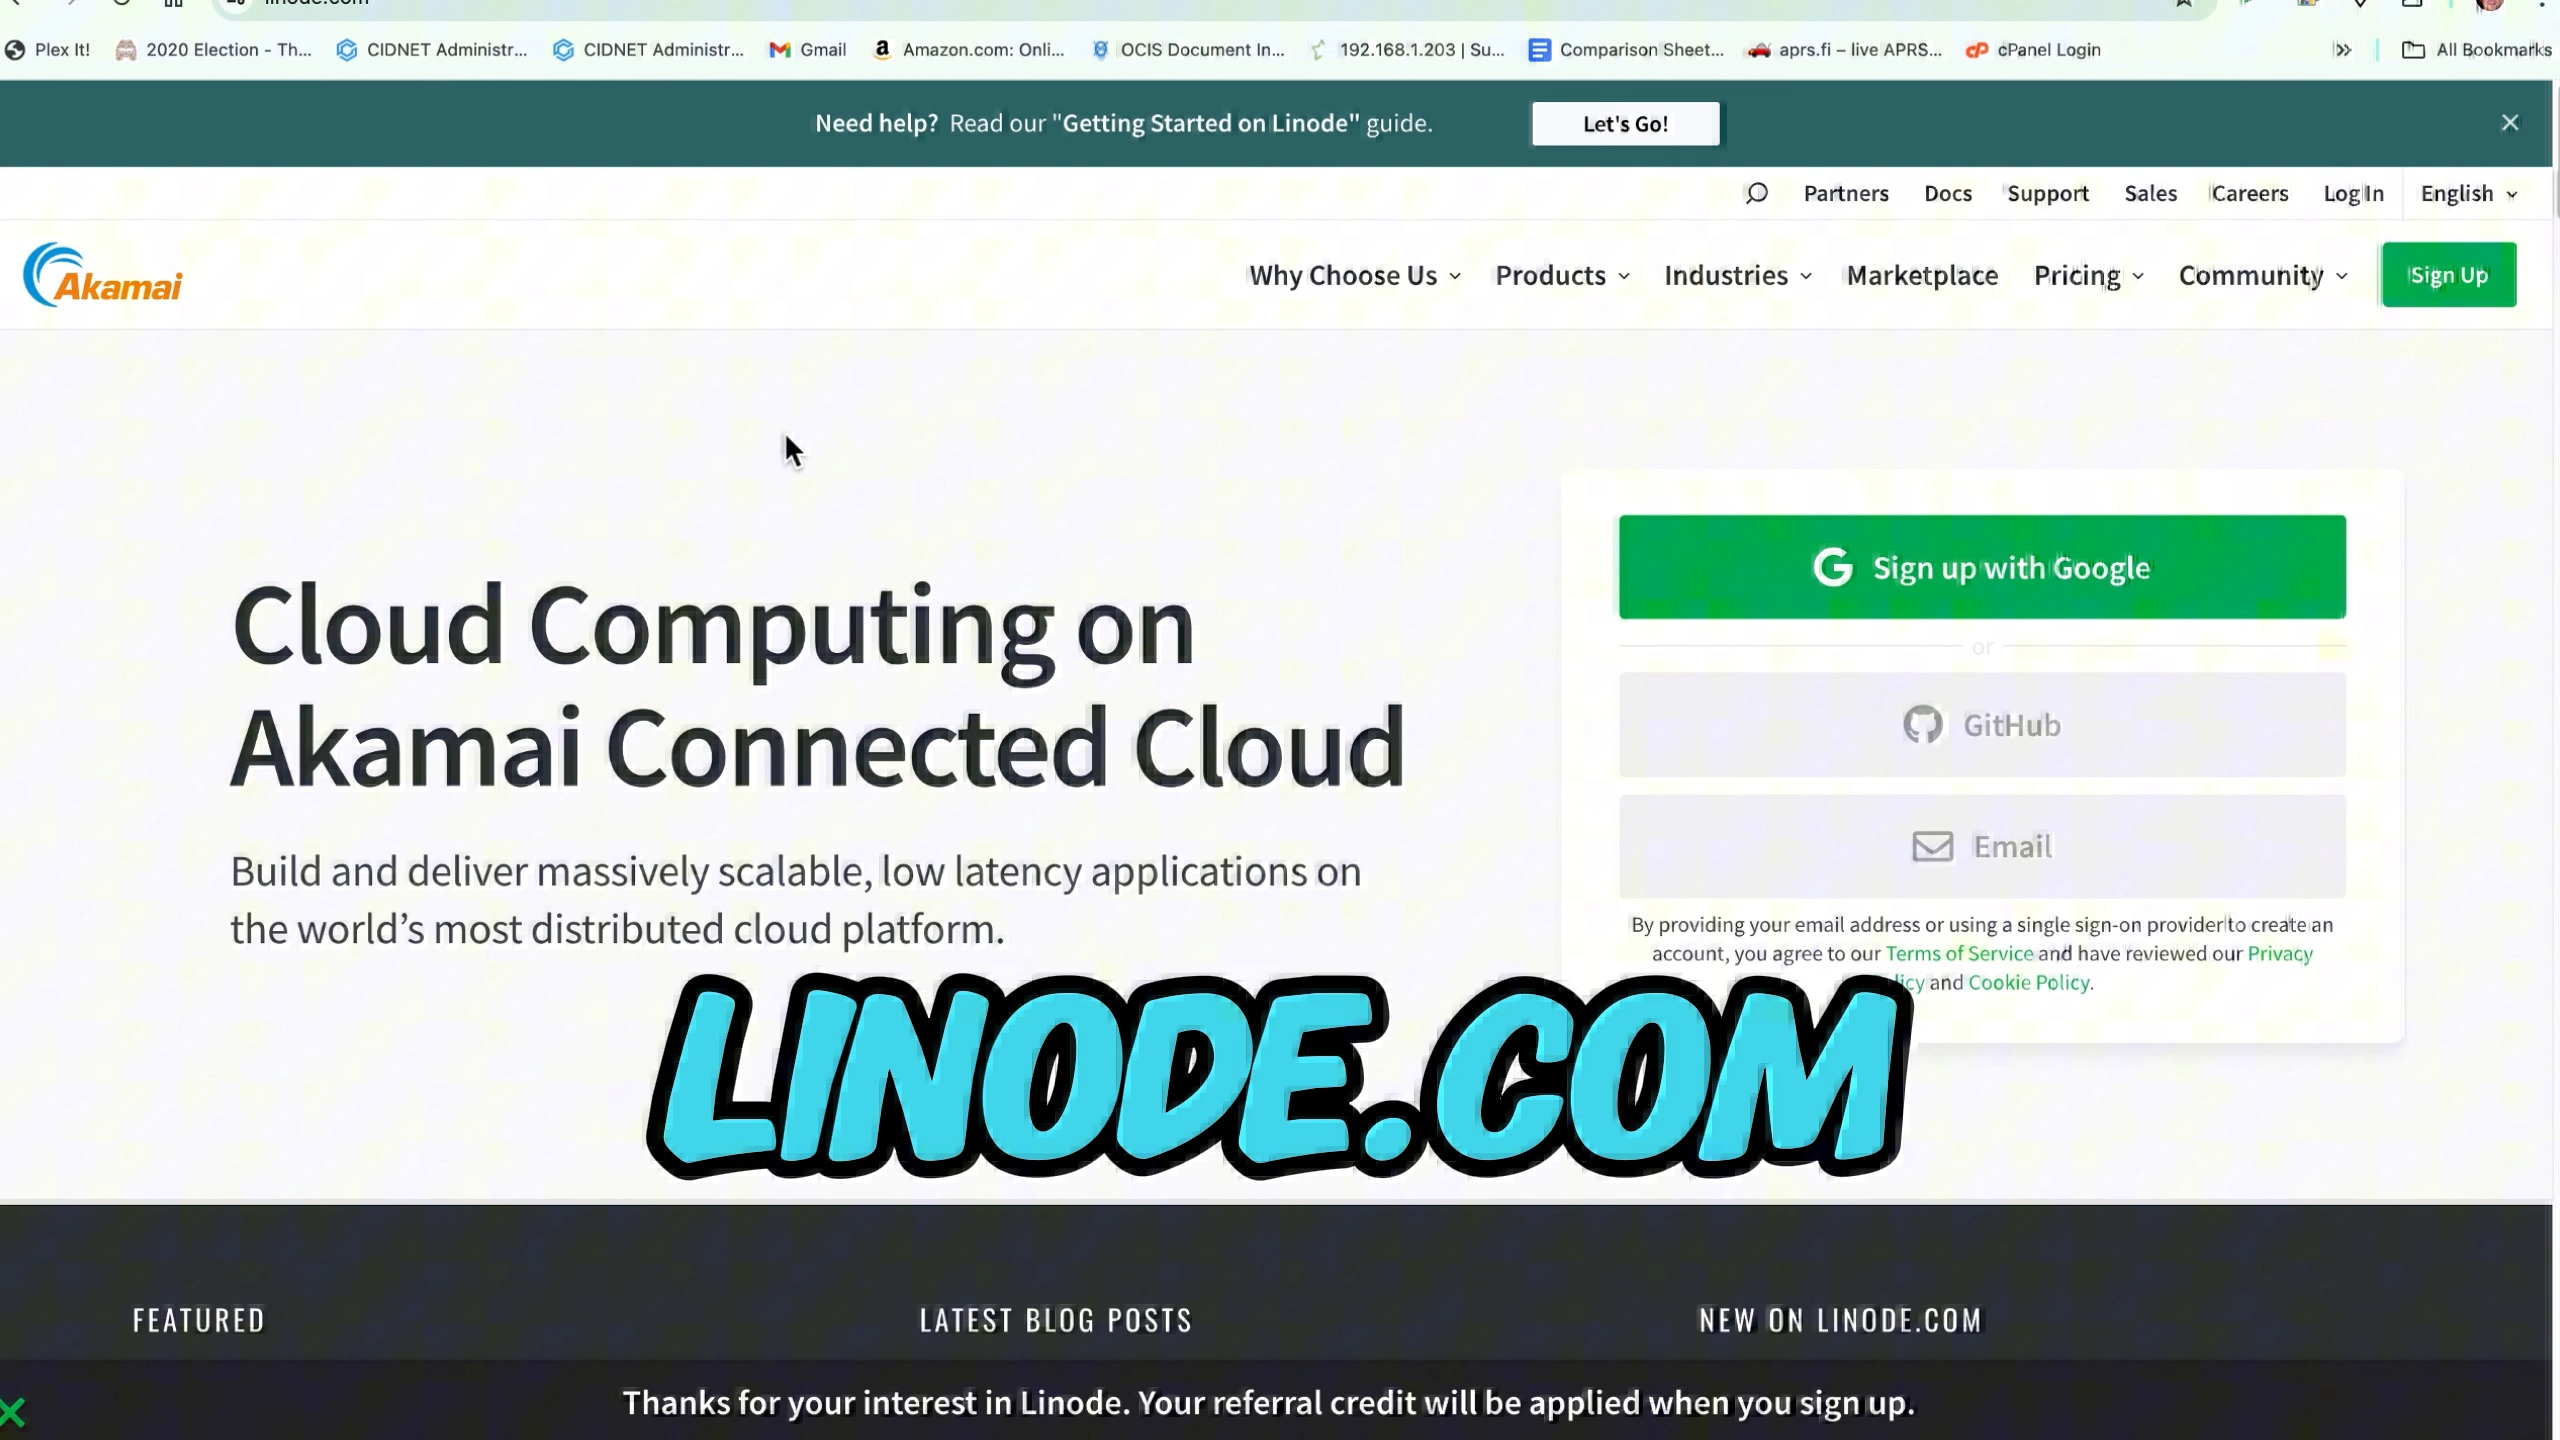 linode.com
Plex It! 2020 Election - Th... CIDNET Administr... CIDNET Administr... Gmail Amazon.com: Onli... OCIS Document In... 192.168.1.203 | Su... Comparison Sheet... aprs.fi – live APRS... cPanel Login All Bookmarks
Need help? Read our "Getting Started on Linode" guide. Let's Go!
Partners Docs Support Sales Careers Log In English
Akamai Why Choose Us Products Industries Marketplace Pricing Community Sign Up
Cloud Computing on
Akamai Connected Cloud
Build and deliver massively scalable, low latency applications on
the world’s most distributed cloud platform.
Sign up with Google
or
GitHub
Email
By providing your email address or using a single sign-on provider to create an
account, you agree to our Terms of Service and have reviewed our Privacy
and Cookie Policy.
LINODE.COM
FEATURED LATEST BLOG POSTS NEW ON LINODE.COM
Thanks for your interest in Linode. Your referral credit will be applied when you sign up.